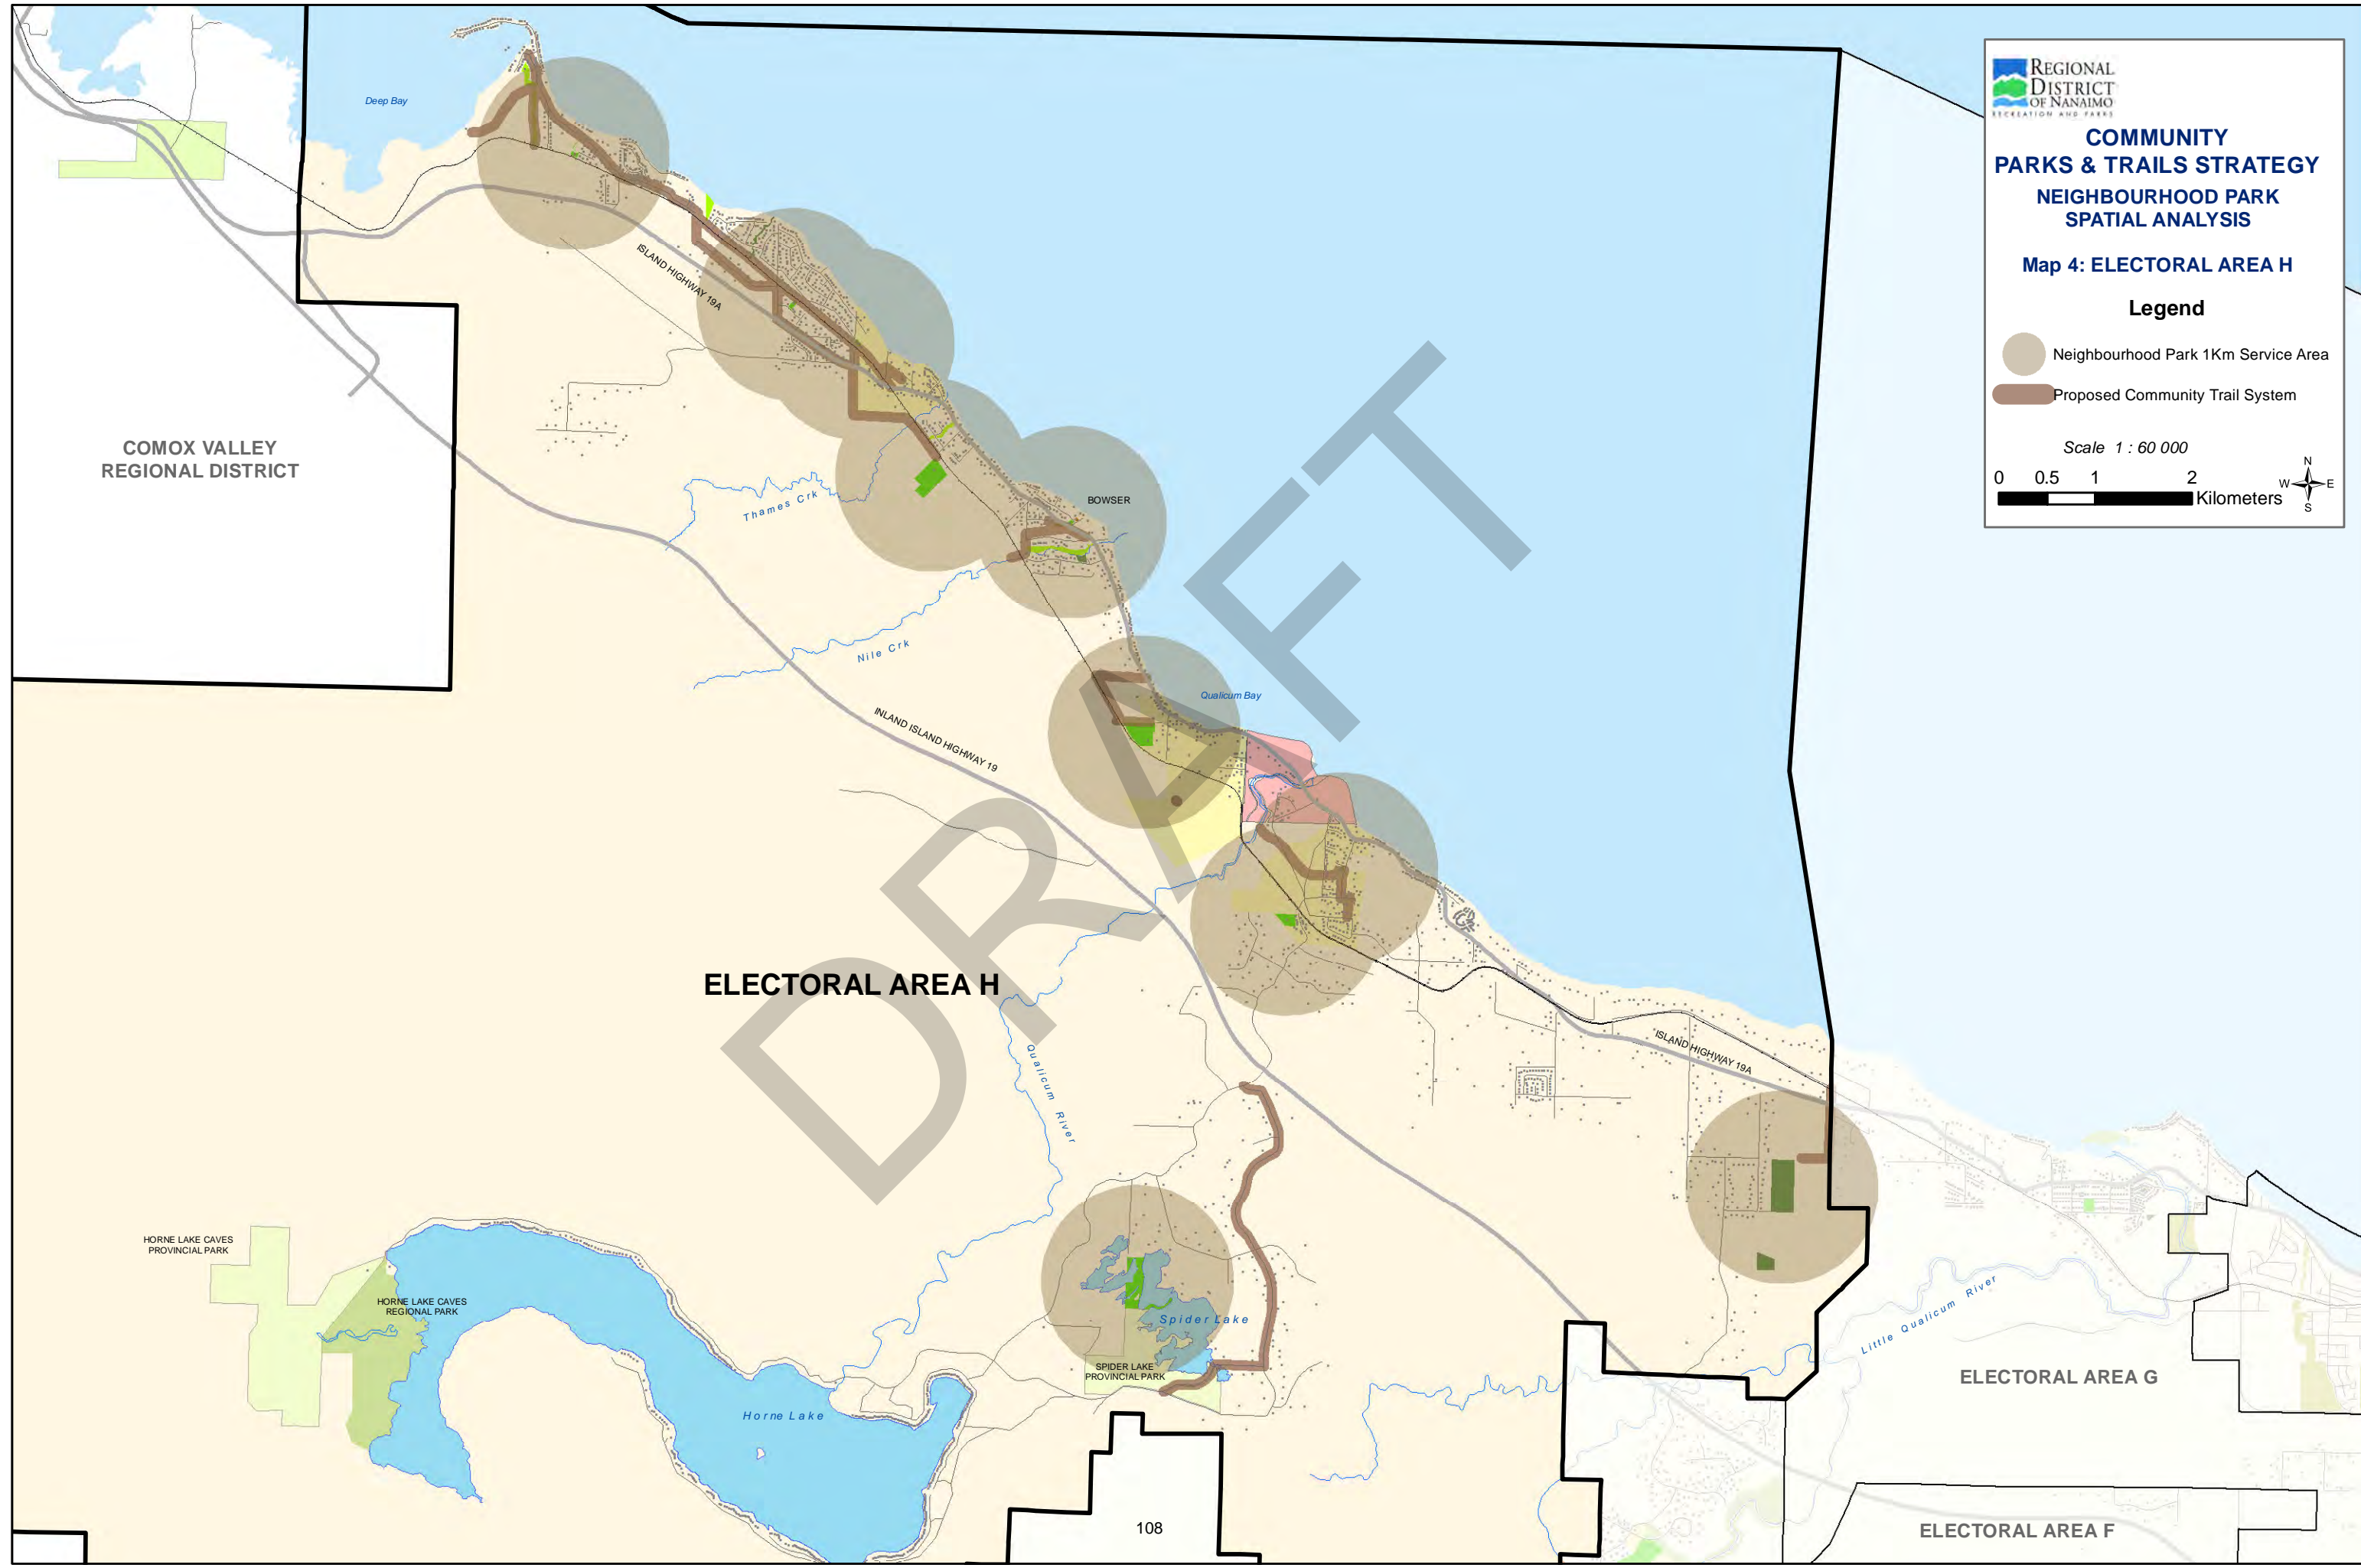 REGIONAL
DISTRICT
OF NANAIMO
RECREATION AND PARKS
COMMUNITY
PARKS & TRAILS STRATEGY
NEIGHBOURHOOD PARK
SPATIAL ANALYSIS
Map 4: ELECTORAL AREA H
Legend
Neighbourhood Park 1Km Service Area
Proposed Community Trail System
Scale 1 : 60 000
0 0.5 1 2
Kilometers
N
W E
S
Deep Bay
ISLAND HIGHWAY 19A
COMOX VALLEY
REGIONAL DISTRICT
Thames Crk
BOWSER
Nile Crk
Qualicum Bay
INLAND ISLAND HIGHWAY 19
DRAFT
ELECTORAL AREA H
Qualicum River
ISLAND HIGHWAY 19A
HORNE LAKE CAVES
PROVINCIAL PARK
HORNE LAKE CAVES
REGIONAL PARK
Spider Lake
SPIDER LAKE
PROVINCIAL PARK
Little Qualicum River
ELECTORAL AREA G
Horne Lake
108
ELECTORAL AREA F